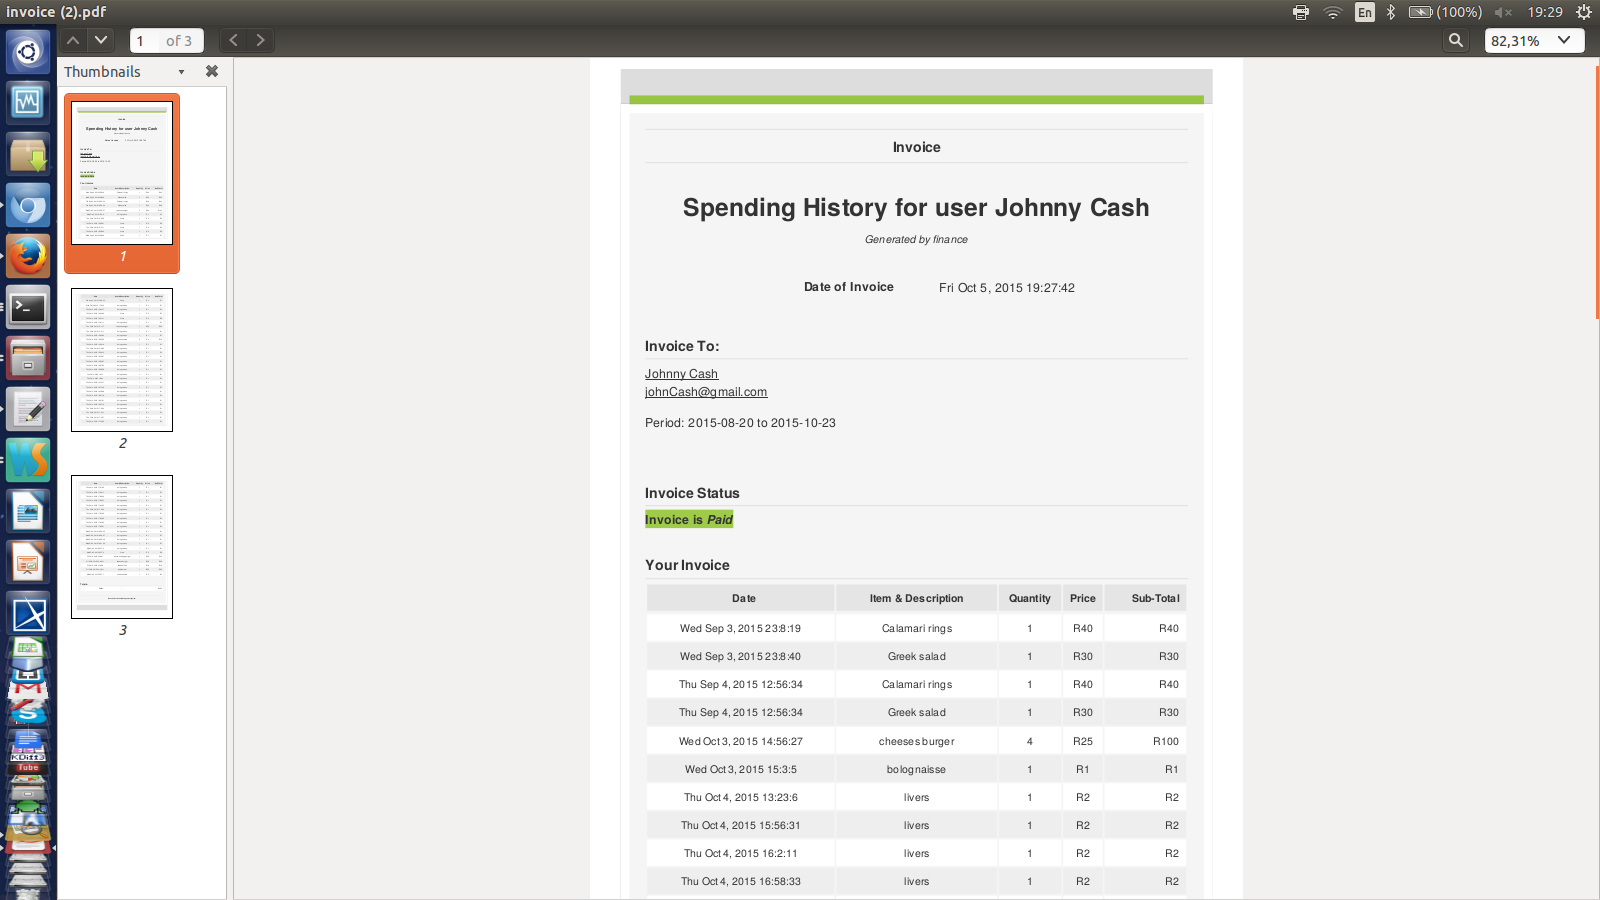 invoice (2).pdf
En
(100%)
19:29
1 of 3
82,31%
Thumbnails
1
2
3
Invoice
Spending History for user Johnny Cash
Generated by finance
Date of Invoice Fri Oct 5, 2015 19:27:42
Invoice To:
Johnny Cash
johnCash@gmail.com
Period: 2015-08-20 to 2015-10-23
Invoice Status
Invoice is Paid
Your Invoice
Date Item & Description Quantity Price Sub-Total
Wed Sep 3, 2015 23:8:19 Calamari rings 1 R40 R40
Wed Sep 3, 2015 23:8:40 Greek salad 1 R30 R30
Thu Sep 4, 2015 12:56:34 Calamari rings 1 R40 R40
Thu Sep 4, 2015 12:56:34 Greek salad 1 R30 R30
Wed Oct 3, 2015 14:56:27 cheeses burger 4 R25 R100
Wed Oct 3, 2015 15:3:5 bolognaisse 1 R1 R1
Thu Oct 4, 2015 13:23:6 livers 1 R2 R2
Thu Oct 4, 2015 15:56:31 livers 1 R2 R2
Thu Oct 4, 2015 16:2:11 livers 1 R2 R2
Thu Oct 4, 2015 16:58:33 livers 1 R2 R2
KDiff3
Tube